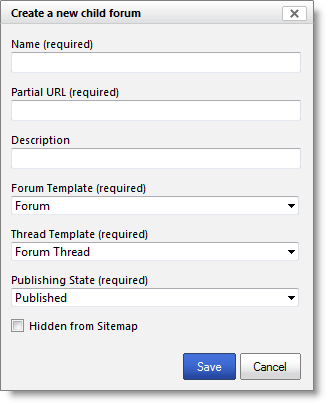 Create a new child forum
Name (required)
Partial URL (required)
Description
Forum Template (required)
Forum
Thread Template (required)
Forum Thread
Publishing State (required)
Published
Hidden from Sitemap
Save Cancel